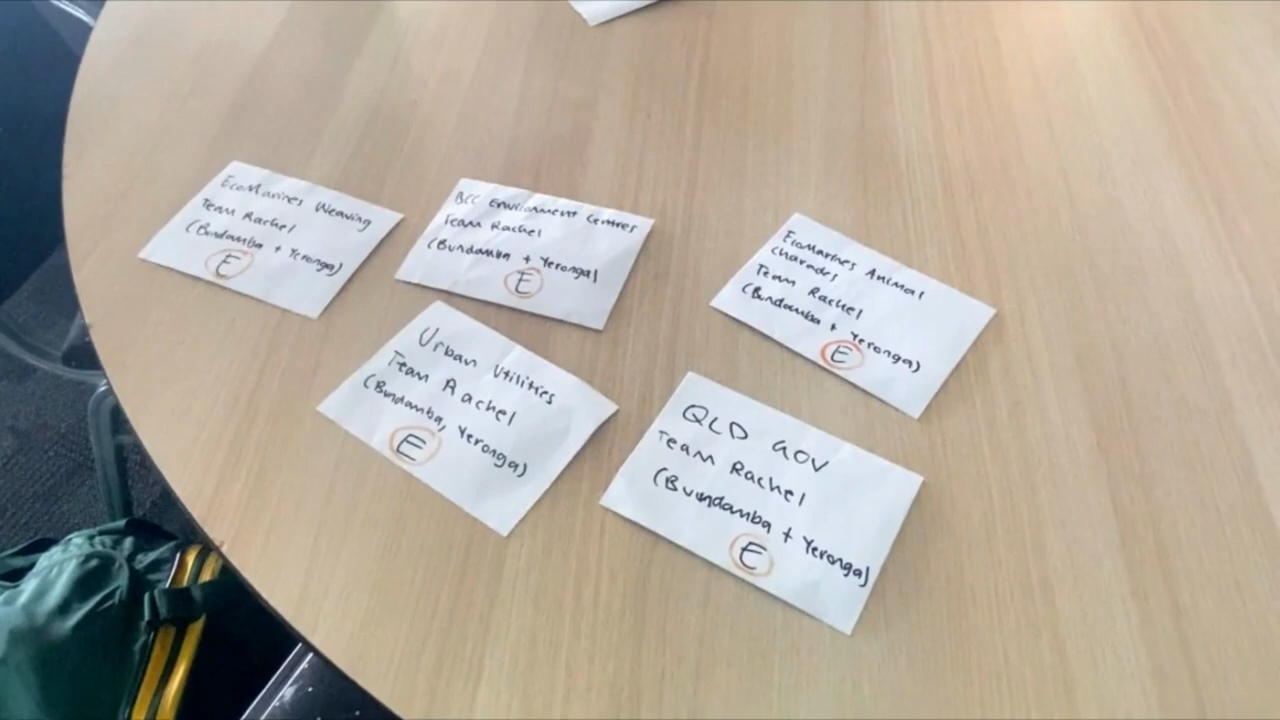 EcoMarines Weaving
Team Rachel
(Bundamba + Yeronga)
E
BCC Environment Centres
Team Rachel
(Bundamba + Yeronga)
E
EcoMarines Animal
charades
Team Rachel
(Bundamba + Yeronga)
E
Urban Utilities
Team Rachel
(Bundamba, Yeronga)
E
QLD GOV
Team Rachel
(Bundamba + Yeronga)
E